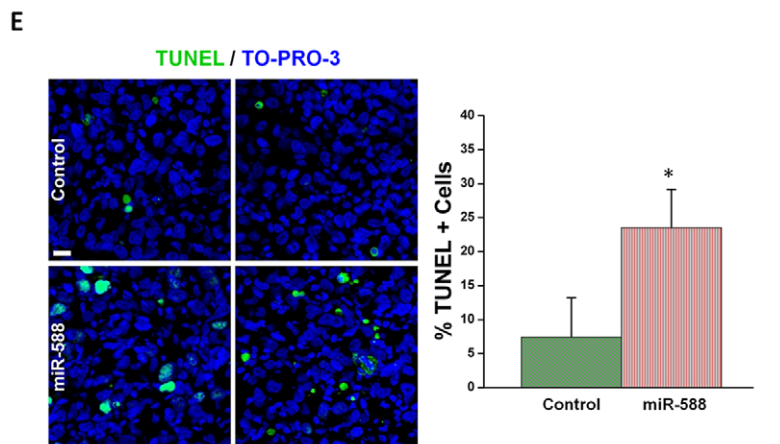 E
TUNEL / TO-PRO-3
Control
miR-588
% TUNEL + Cells
40
35
30
25
20
15
10
5
0
*
Control miR-588